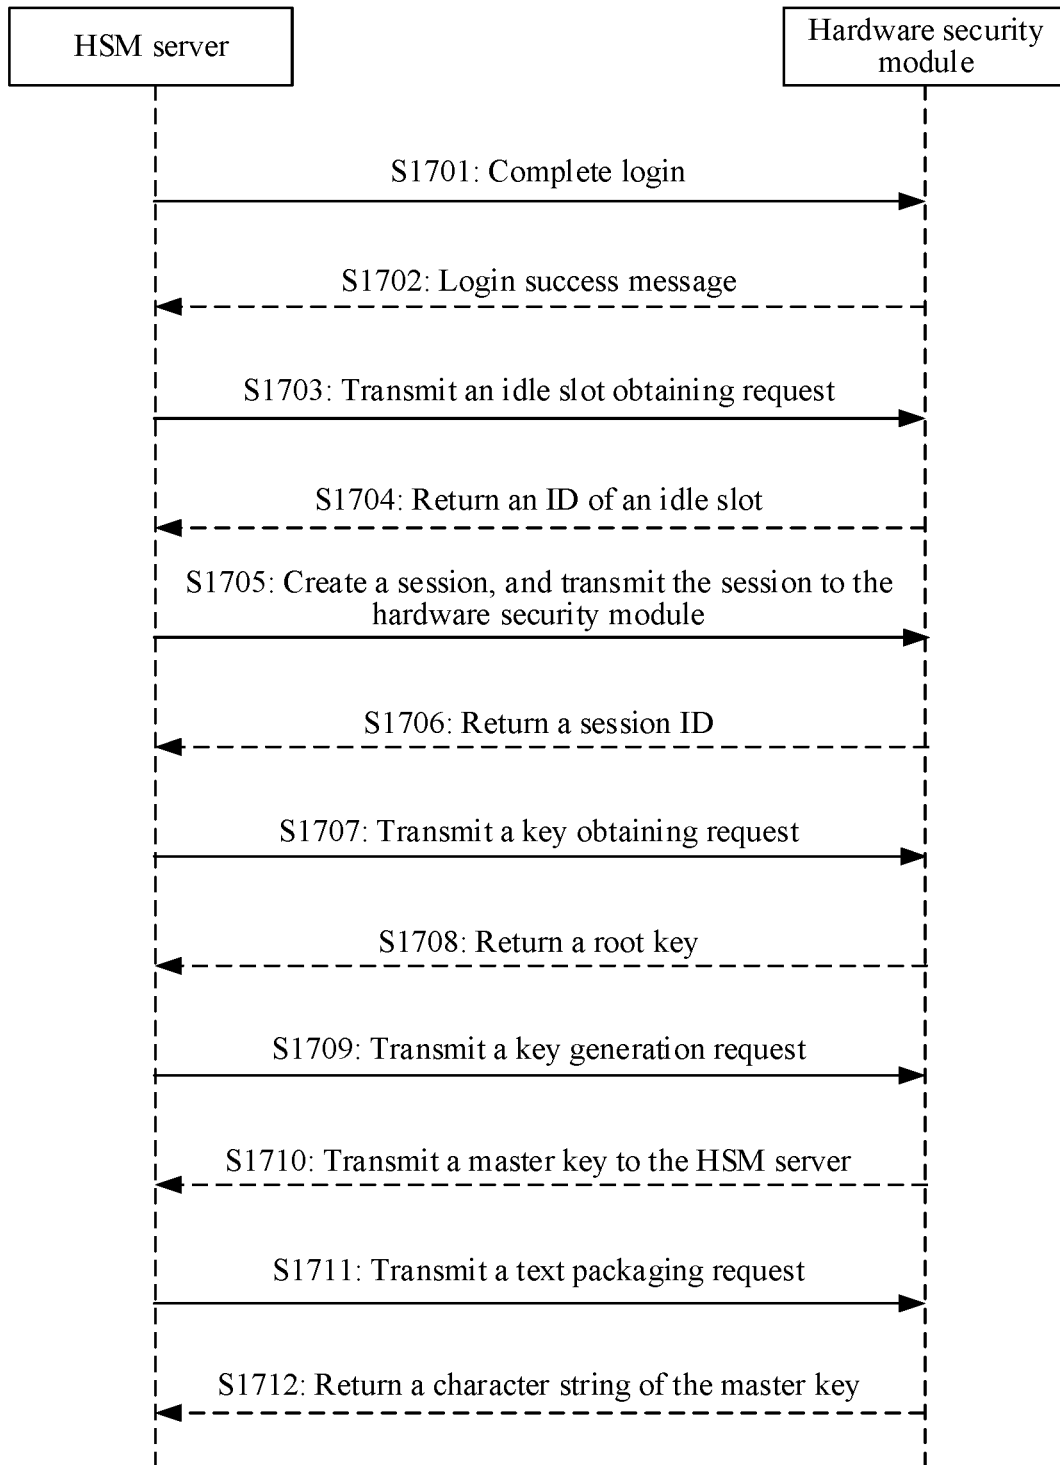 HSM server
Hardware security
module
S1701: Complete login
S1702: Login success message
S1703: Transmit an idle slot obtaining request
S1704: Return an ID of an idle slot
S1705: Create a session, and transmit the session to the
hardware security module
S1706: Return a session ID
S1707: Transmit a key obtaining request
S1708: Return a root key
S1709: Transmit a key generation request
S1710: Transmit a master key to the HSM server
S1711: Transmit a text packaging request
S1712: Return a character string of the master key